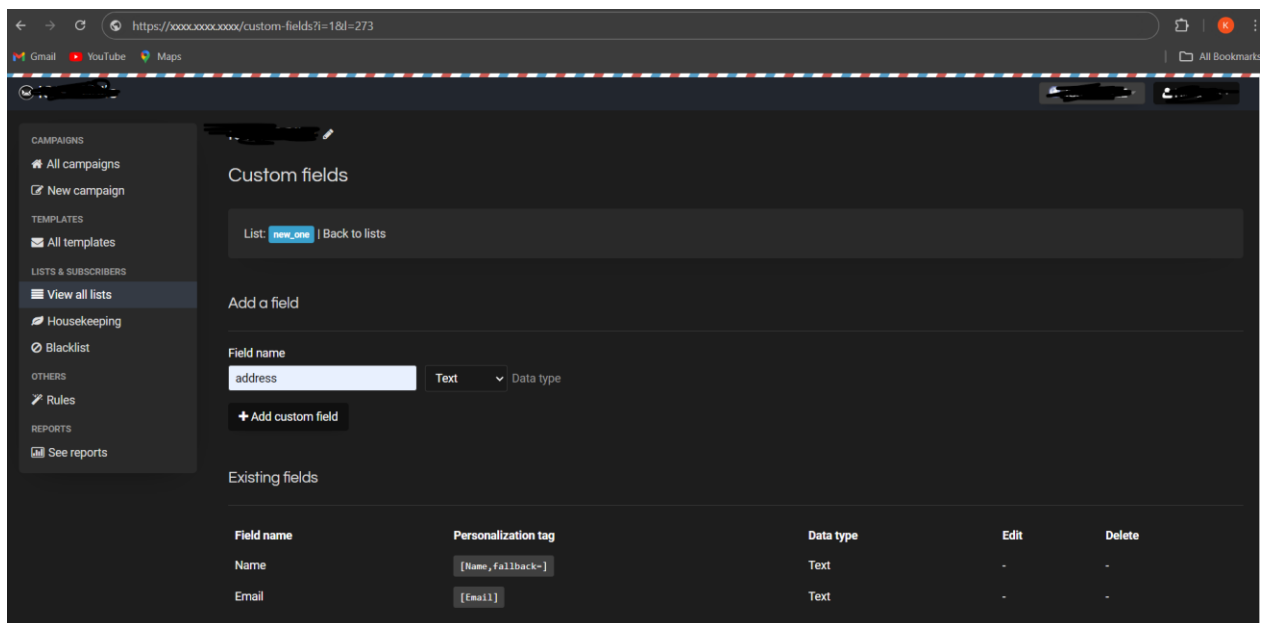 https://xxxx.xxxx.xxxx/custom-fields?i=1&l=273
K
Gmail YouTube Maps All Bookmarks
CAMPAIGNS
All campaigns
New campaign
TEMPLATES
All templates
LISTS & SUBSCRIBERS
View all lists
Housekeeping
Blacklist
OTHERS
Rules
REPORTS
See reports
Custom fields
List: new_one | Back to lists
Add a field
Field name
address Text Data type
+ Add custom field
Existing fields
Field name Personalization tag Data type Edit Delete
Name [Name,fallback=] Text - -
Email [Email] Text - -